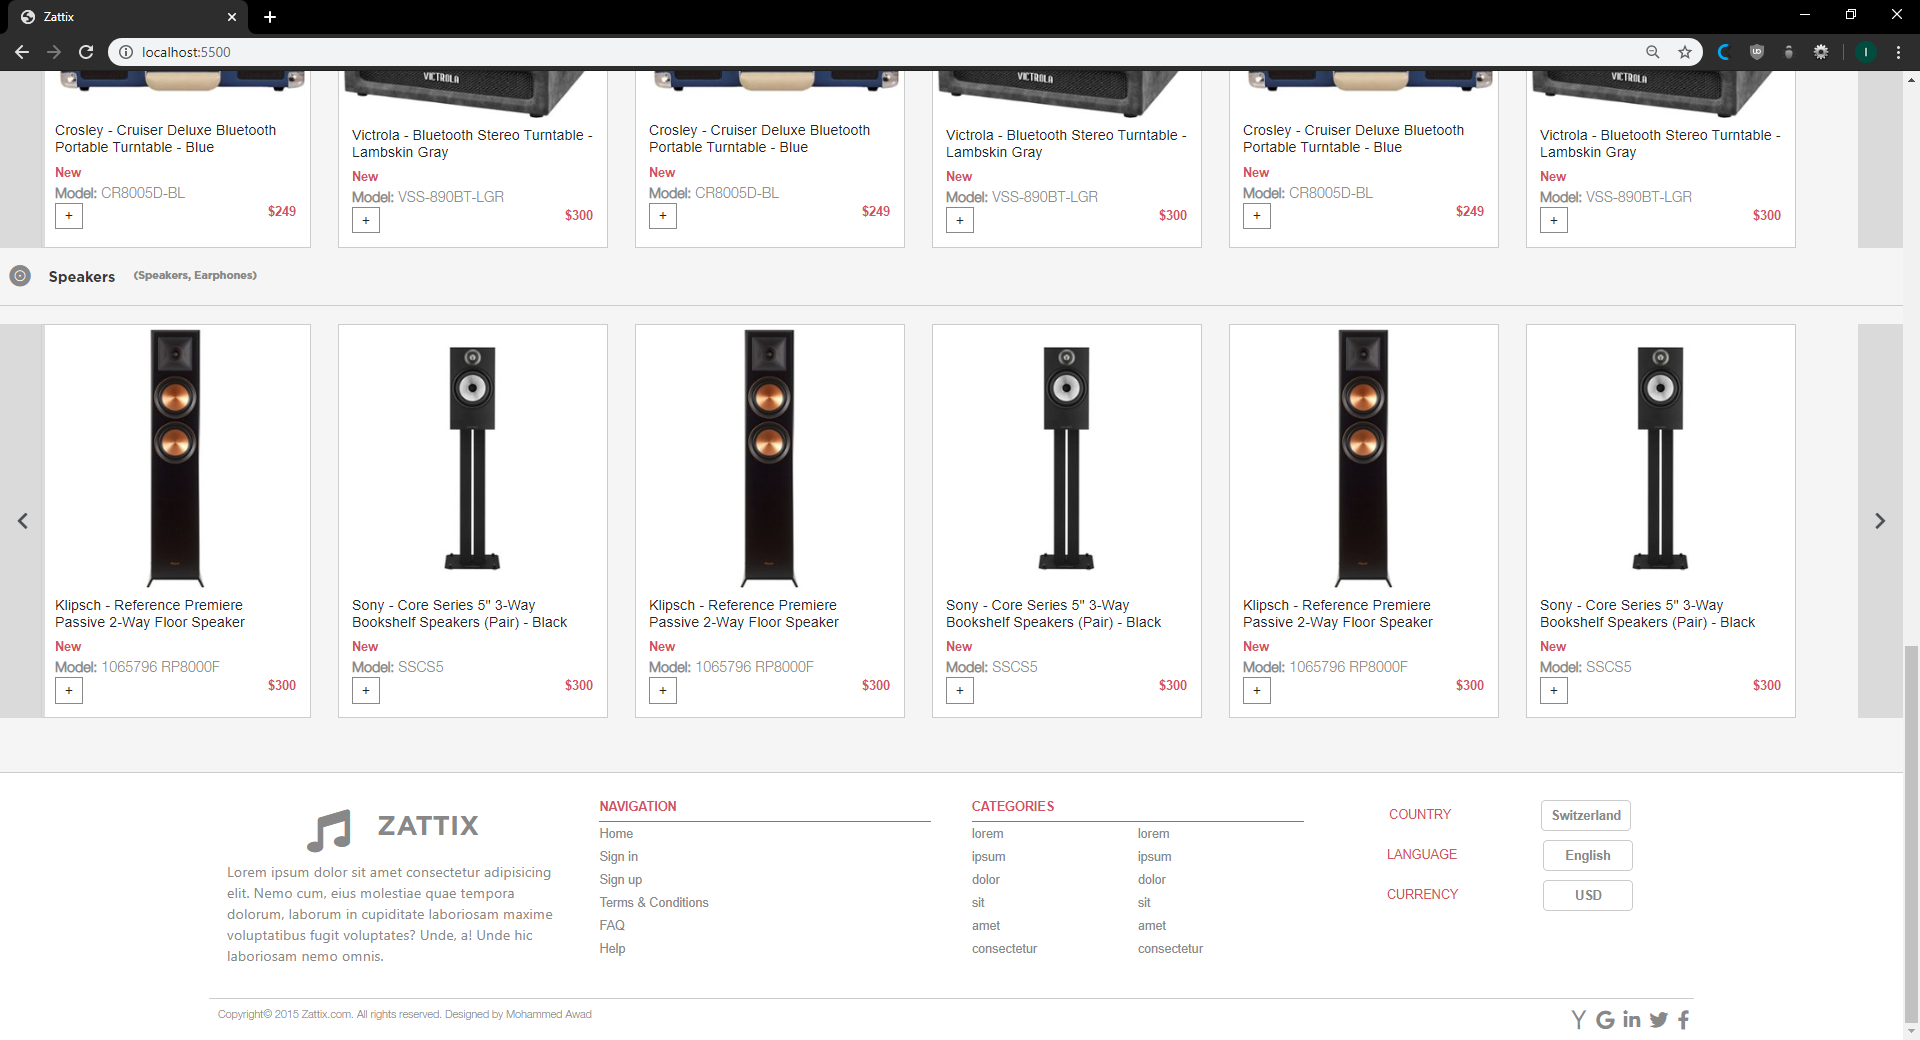 Zattix
localhost:5500
VICTROLA
VICTROLA
VICTROLA
Crosley - Cruiser Deluxe Bluetooth
Portable Turntable - Blue
New
Model: CR8005D-BL
+
$249
Victrola - Bluetooth Stereo Turntable -
Lambskin Gray
New
Model: VSS-890BT-LGR
+
$300
Crosley - Cruiser Deluxe Bluetooth
Portable Turntable - Blue
New
Model: CR8005D-BL
+
$249
Victrola - Bluetooth Stereo Turntable -
Lambskin Gray
New
Model: VSS-890BT-LGR
+
$300
Crosley - Cruiser Deluxe Bluetooth
Portable Turntable - Blue
New
Model: CR8005D-BL
+
$249
Victrola - Bluetooth Stereo Turntable -
Lambskin Gray
New
Model: VSS-890BT-LGR
+
$300
Speakers (Speakers, Earphones)
Klipsch - Reference Premiere
Passive 2-Way Floor Speaker
New
Model: 1065796 RP8000F
+
$300
Sony - Core Series 5" 3-Way
Bookshelf Speakers (Pair) - Black
New
Model: SSCS5
+
$300
Klipsch - Reference Premiere
Passive 2-Way Floor Speaker
New
Model: 1065796 RP8000F
+
$300
Sony - Core Series 5" 3-Way
Bookshelf Speakers (Pair) - Black
New
Model: SSCS5
+
$300
Klipsch - Reference Premiere
Passive 2-Way Floor Speaker
New
Model: 1065796 RP8000F
+
$300
Sony - Core Series 5" 3-Way
Bookshelf Speakers (Pair) - Black
New
Model: SSCS5
+
$300
ZATTIX
Lorem ipsum dolor sit amet consectetur adipisicing
elit. Nemo cum, eius molestiae quae tempora
dolorum, laborum in cupiditate laboriosam maxime
voluptatibus fugit voluptates? Unde, a! Unde hic
laboriosam nemo omnis.
NAVIGATION
Home
Sign in
Sign up
Terms & Conditions
FAQ
Help
CATEGORIES
lorem
ipsum
dolor
sit
amet
consectetur
lorem
ipsum
dolor
sit
amet
consectetur
COUNTRY
Switzerland
LANGUAGE
English
CURRENCY
USD
Copyright© 2015 Zattix.com. All rights reserved. Designed by Mohammed Awad